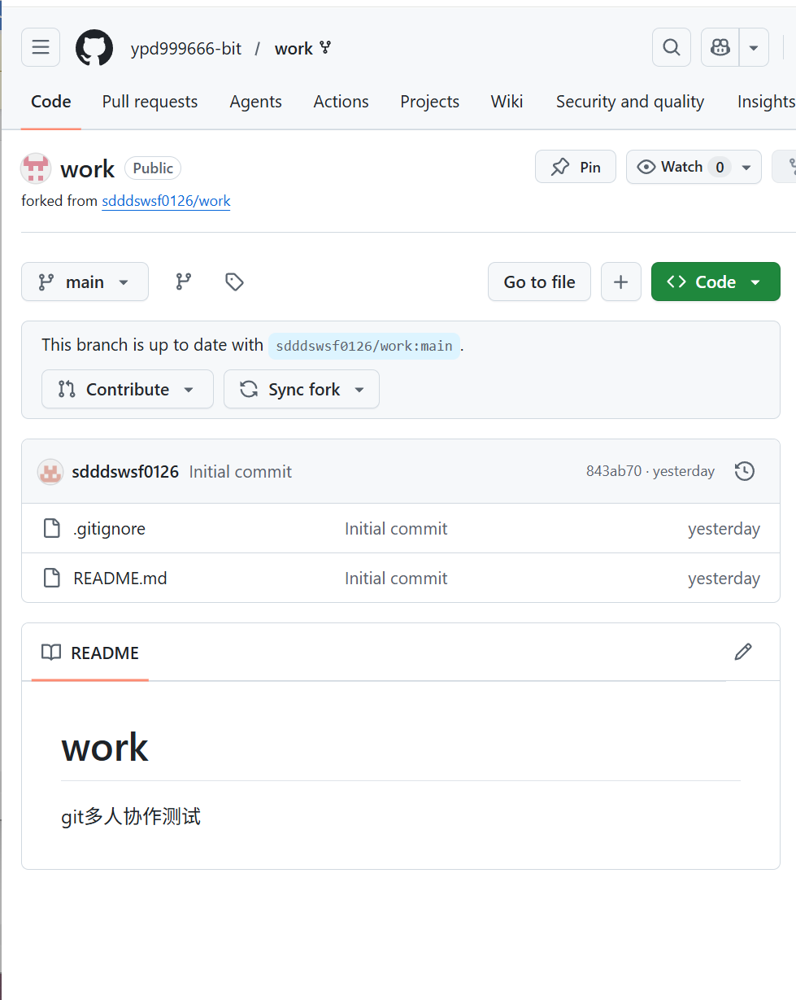 ypd999666-bit / work
Code Pull requests Agents Actions Projects Wiki Security and quality Insights
work Public Pin Watch 0
forked from sdddswsf0126/work
main Go to file Code
This branch is up to date with sdddswsf0126/work:main.
Contribute Sync fork
sdddswsf0126 Initial commit 843ab70 · yesterday
.gitignore Initial commit yesterday
README.md Initial commit yesterday
README
work
git多人协作测试